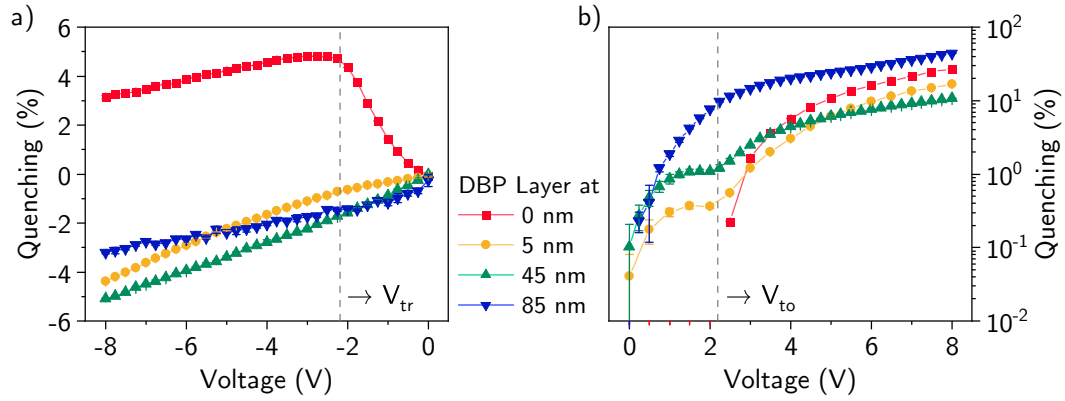 a)
b)
Quenching (%)
6
4
2
0
-2
-4
-6
-8
-6
-4
-2
0
Voltage (V)
→ V_tr
DBP Layer at
0 nm
5 nm
45 nm
85 nm
→ V_to
0
2
4
6
8
Voltage (V)
10^2
10^1
10^0
10^-1
10^-2
Quenching (%)